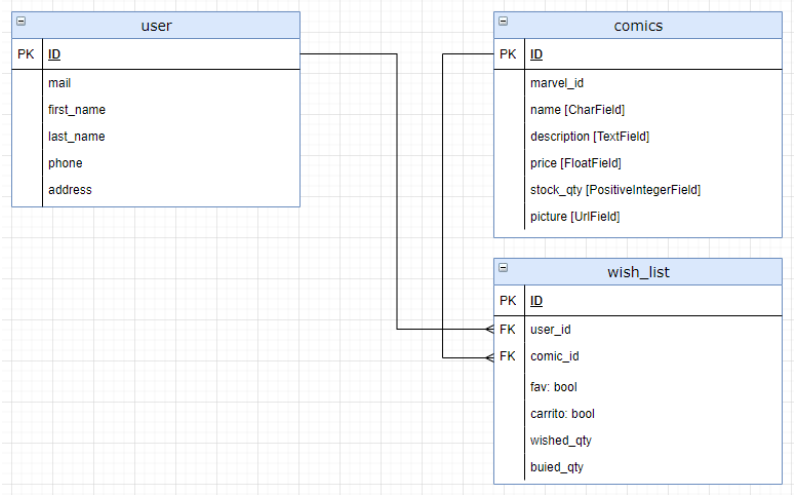 user
PK ID
mail
first_name
last_name
phone
address
comics
PK ID
marvel_id
name [CharField]
description [TextField]
price [FloatField]
stock_qty [PositiveIntegerField]
picture [UrlField]
wish_list
PK ID
FK user_id
FK comic_id
fav: bool
carrito: bool
wished_qty
buied_qty